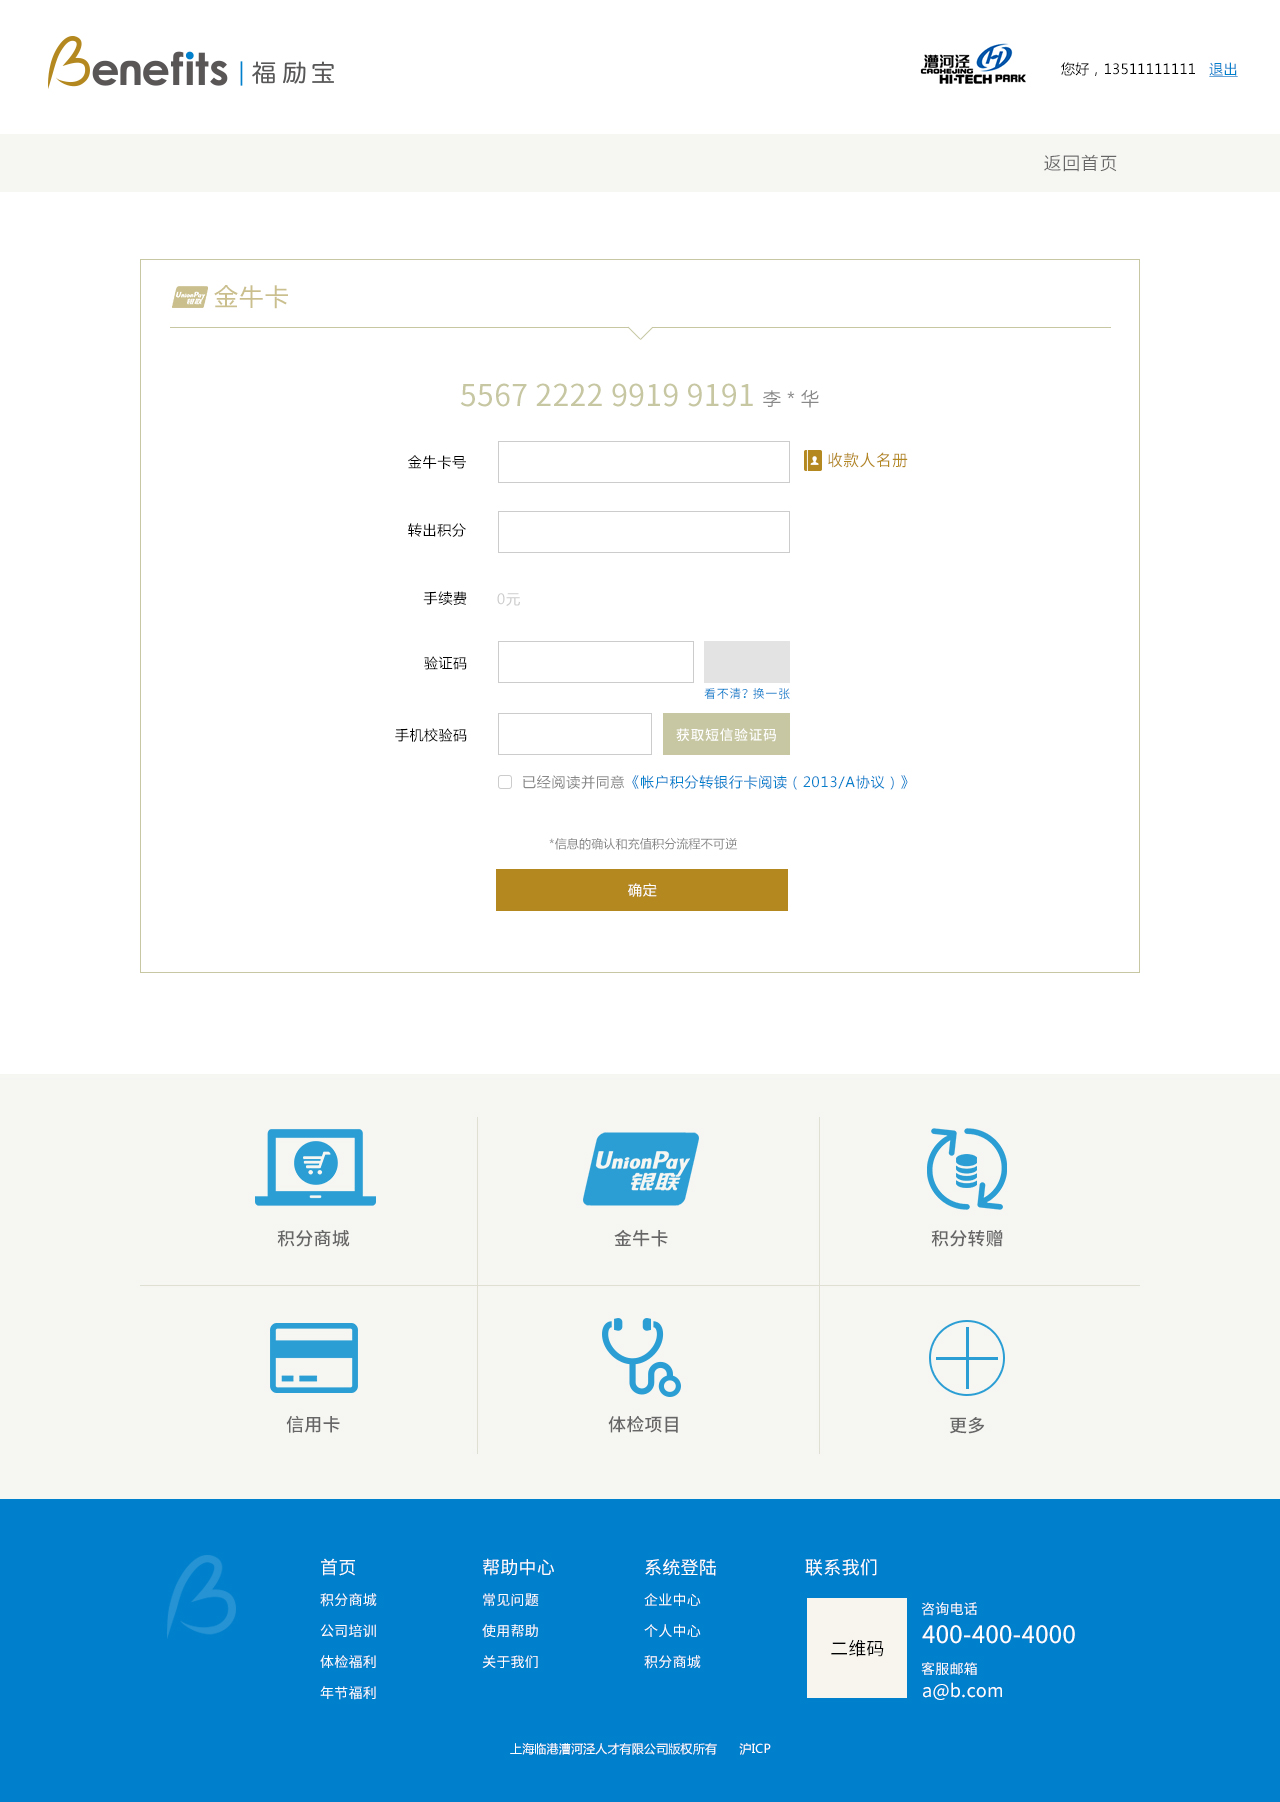 Benefits | 福励宝
漕河泾
CAOHEJING
HI-TECH PARK
您好，13511111111 退出
返回首页
UnionPay 银联 金牛卡
5567 2222 9919 9191 李 * 华
金牛卡号
收款人名册
转出积分
手续费 0元
验证码
看不清？换一张
手机校验码 获取短信验证码
已经阅读并同意《帐户积分转银行卡阅读（2013/A协议）》
*信息的确认和充值积分流程不可逆
确定
UnionPay
银联
积分商城 金牛卡 积分转赠
信用卡 体检项目 更多
首页
积分商城
公司培训
体检福利
年节福利
帮助中心
常见问题
使用帮助
关于我们
系统登陆
企业中心
个人中心
积分商城
联系我们
二维码
咨询电话
400-400-4000
客服邮箱
a@b.com
上海临港漕河泾人才有限公司版权所有 沪ICP